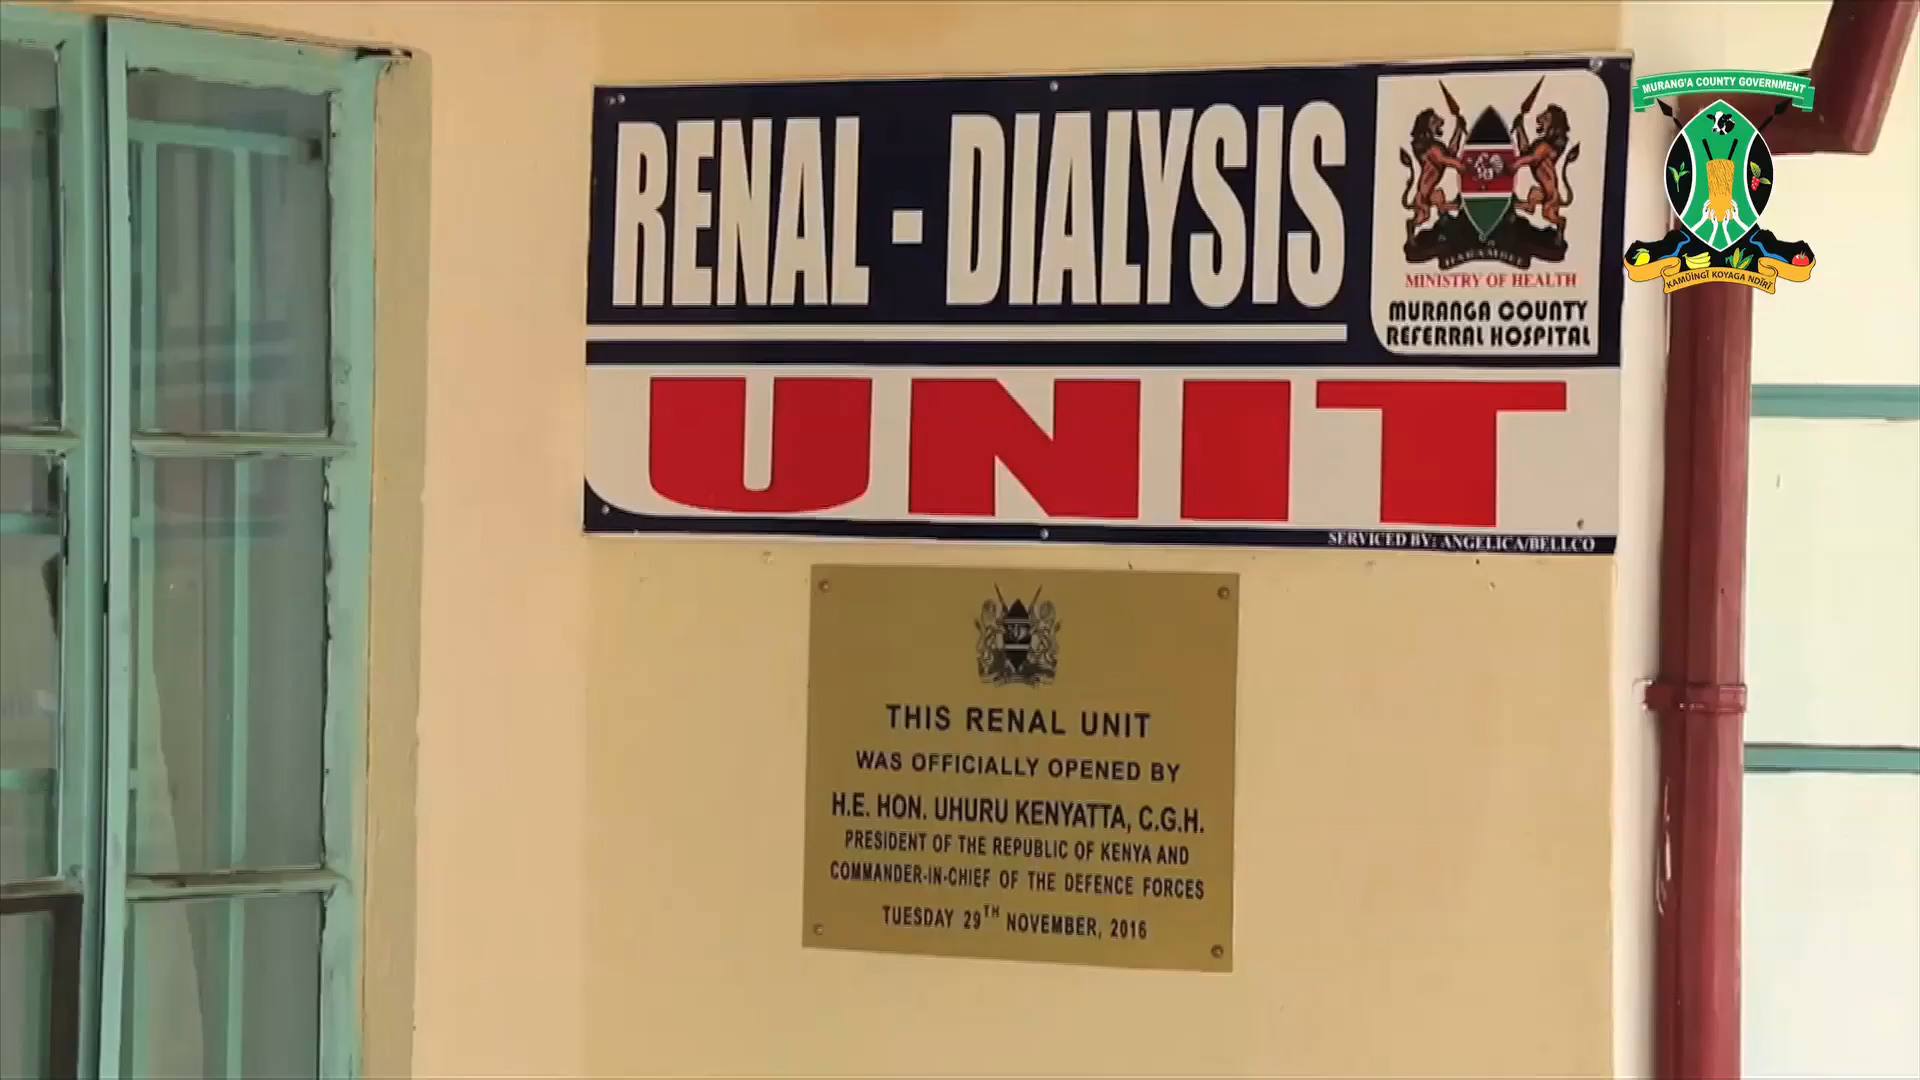 RENAL - DIALYSIS
HARAMBEE
MINISTRY OF HEALTH
MURANGA COUNTY
REFERRAL HOSPITAL
UNIT
SERVICED BY: ANGELICA/BELLCO
THIS RENAL UNIT
WAS OFFICIALLY OPENED BY
H.E. HON. UHURU KENYATTA, C.G.H.
PRESIDENT OF THE REPUBLIC OF KENYA AND
COMMANDER-IN-CHIEF OF THE DEFENCE FORCES
TUESDAY 29TH NOVEMBER, 2016
MURANG'A COUNTY GOVERNMENT
KAMŨINGĨ KOYAGA NDĨRĨ